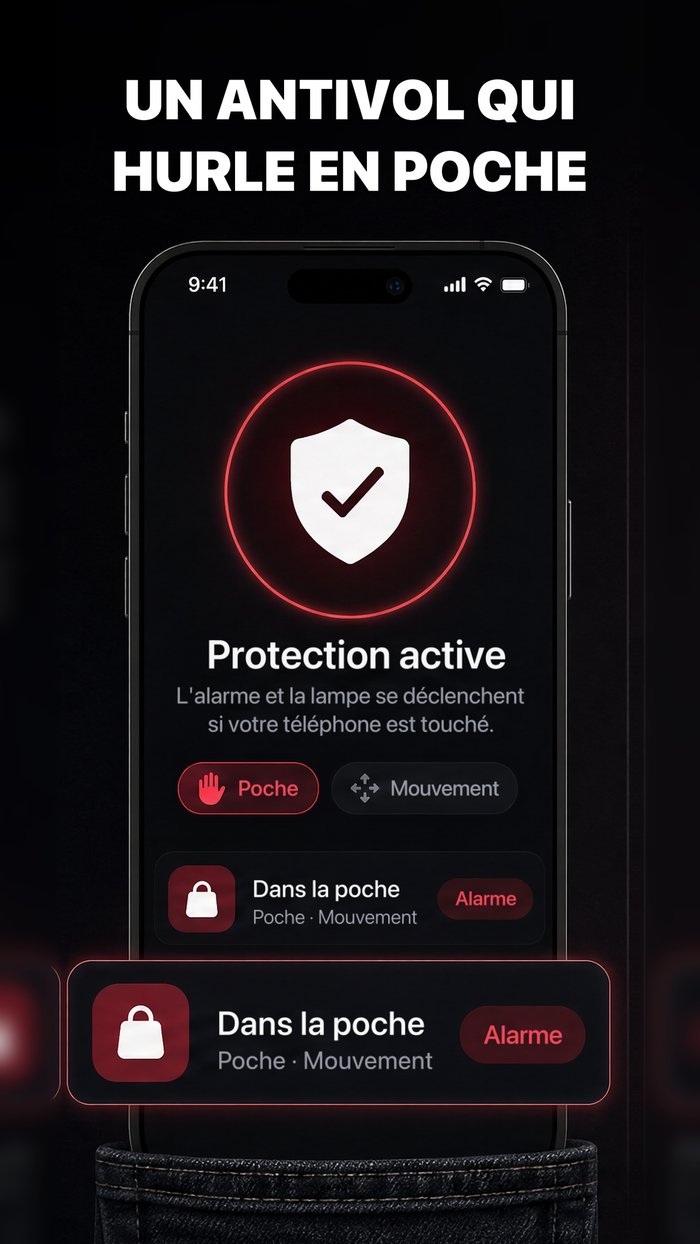 UN ANTIVOL QUI
HURLE EN POCHE
9:41
Protection active
L'alarme et la lampe se déclenchent
si votre téléphone est touché.
Poche
Mouvement
Dans la poche
Poche · Mouvement
Alarme
Dans la poche
Poche · Mouvement
Alarme